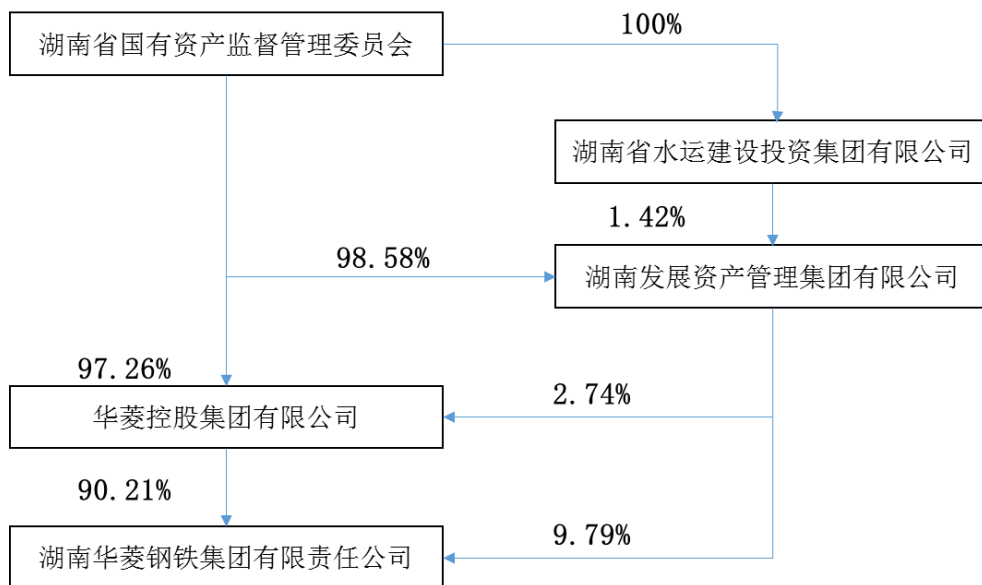 100%
湖南省国有资产监督管理委员会
湖南省水运建设投资集团有限公司
1.42%
98.58%
湖南发展资产管理集团有限公司
97.26%
2.74%
华菱控股集团有限公司
90.21%
9.79%
湖南华菱钢铁集团有限责任公司